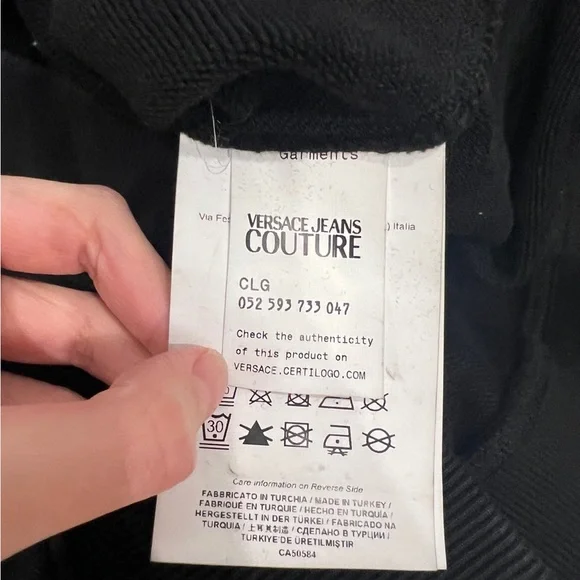 Garments
Via
) Italia
VERSACE JEANS
COUTURE
CLG
052 593 733 047
Check the authenticity
of this product on
VERSACE.CERTILOGO.COM
30
Care information on Reverse Side
FABBRICATO IN TURCHIA / MADE IN TURKEY /
FABRIQUÉ EN TURQUIE / HECHO EN TURQUÍA /
HERGESTELLT IN DER TÜRKEI / FABRICADO NA
TURQUIA / 土耳其制造 / СДЕЛАНО В ТУРЦИИ /
TÜRKİYE'DE ÜRETİLMİŞTİR
CA50584